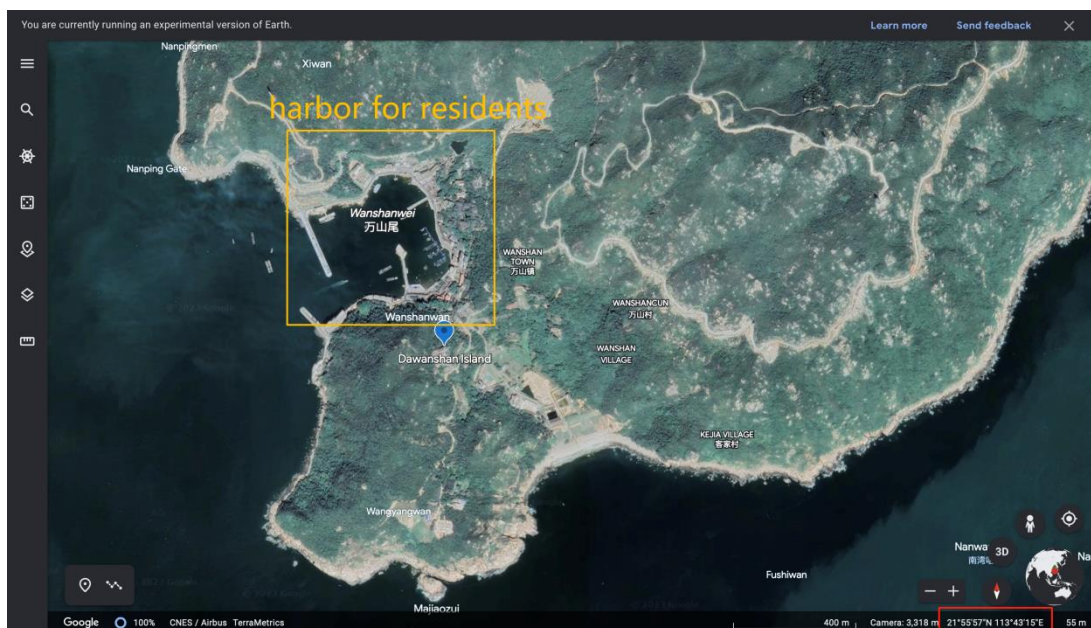 You are currently running an experimental version of Earth.
Learn more
Send feedback
Nanpingmen
Xiwan
harbor for residents
Nanping Gate
Wanshanwei
万山尾
WANSHAN
TOWN
万山镇
WANSHANCUN
万山村
Wanshanwan
WANSHAN
VILLAGE
Dawanshan Island
KEJIA VILLAGE
客家村
Wangyangwan
Nanwa
3D
Na
Fushiwan
Majiaozui
Google
100%
CNES / Airbus TerraMetrics
400 m
Camera: 3,318 m
21°55'57"N 113°43'15"E
55 m